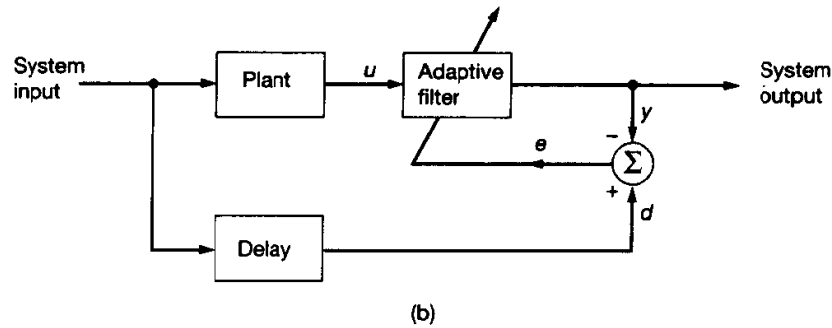 System
input
Plant
u
Adaptive
filter
System
output
y
−
e
Σ
+
d
Delay
(b)